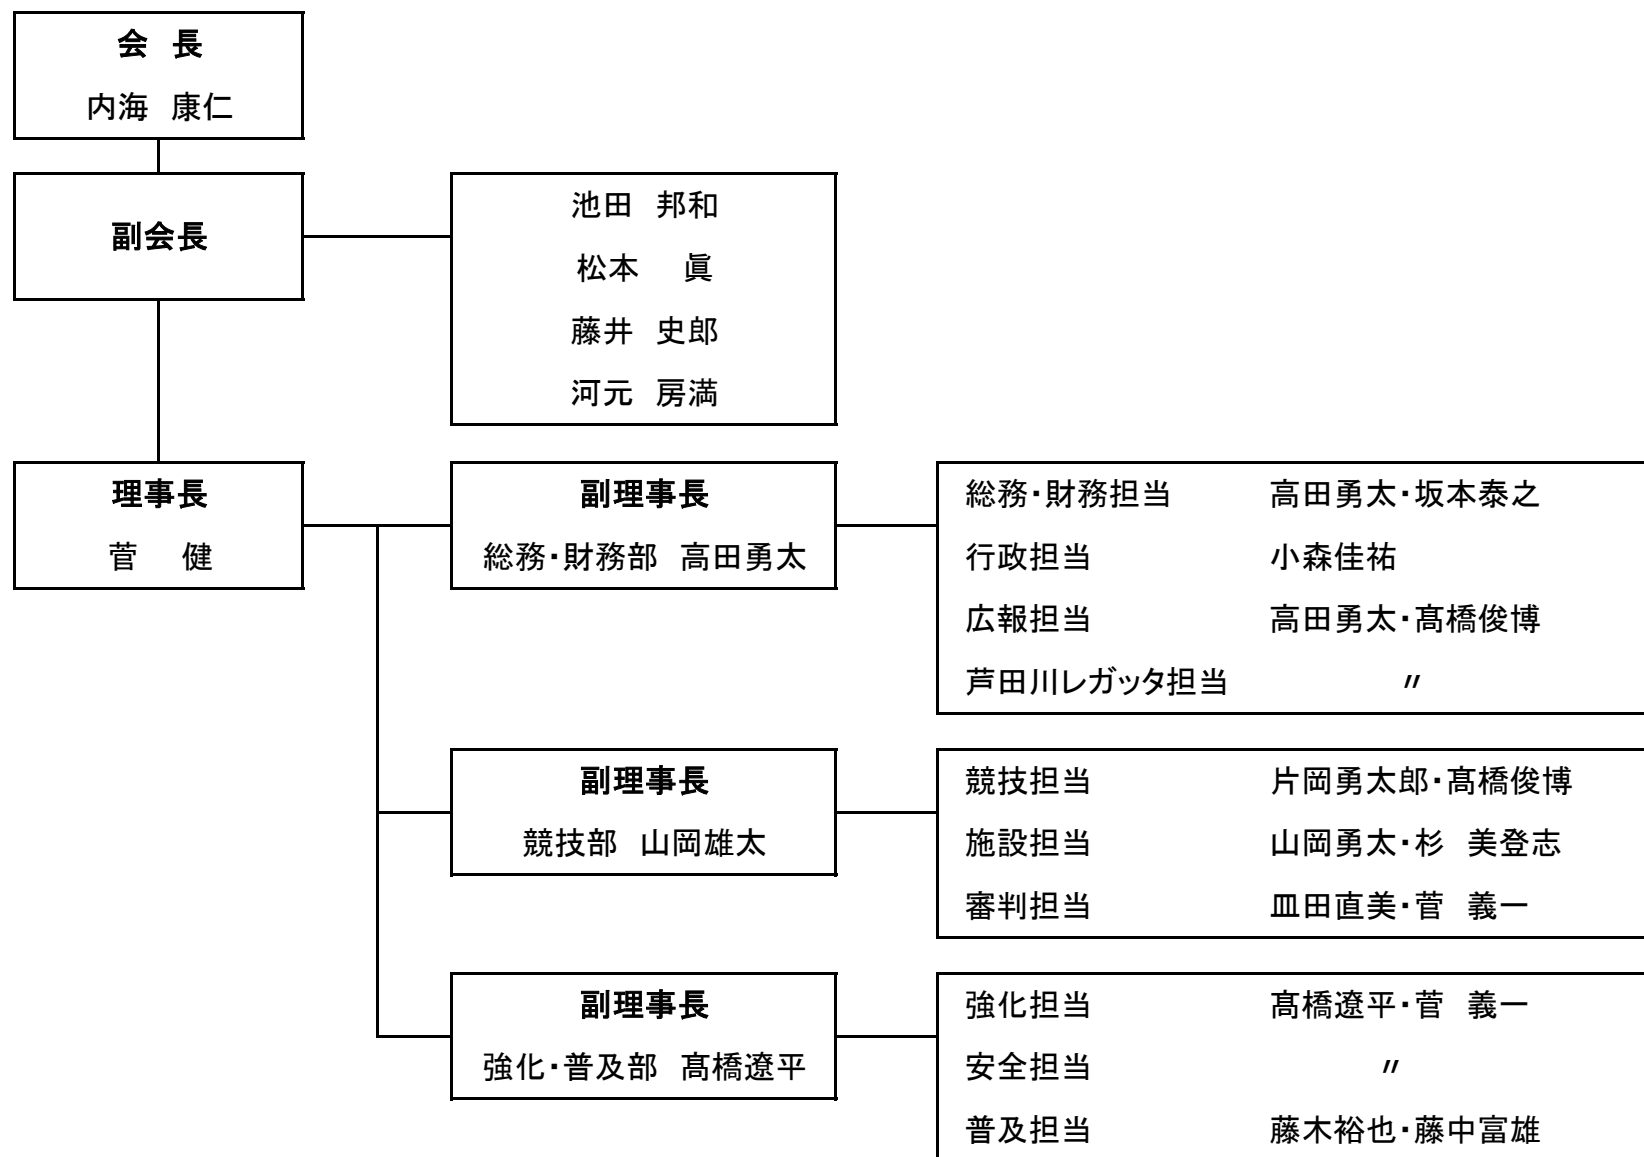 会　長
内海　康仁
副会長
池田　邦和
松本　眞
藤井　史郎
河元　房満
理事長
菅　健
副理事長
総務・財務部　高田勇太
総務・財務担当　高田勇太・坂本泰之
行政担当　小森佳祐
広報担当　高田勇太・髙橋俊博
芦田川レガッタ担当　〃
副理事長
競技部　山岡雄太
競技担当　片岡勇太郎・髙橋俊博
施設担当　山岡勇太・杉　美登志
審判担当　皿田直美・菅　義一
副理事長
強化・普及部　髙橋遼平
強化担当　髙橋遼平・菅　義一
安全担当　〃
普及担当　藤木裕也・藤中富雄